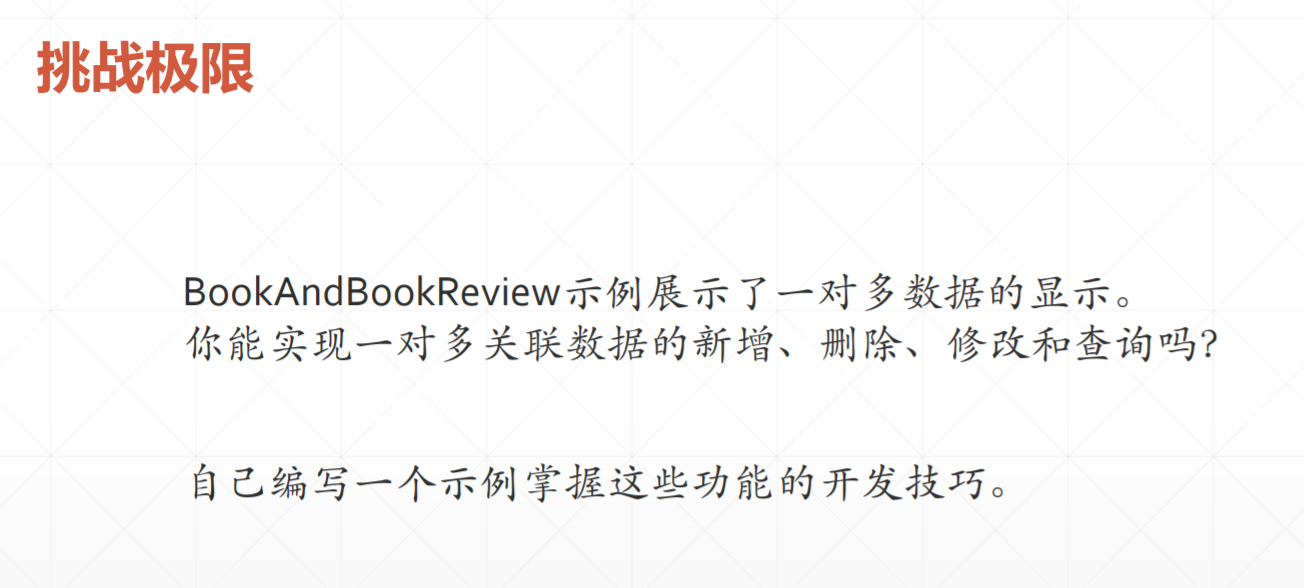 挑战极限
BookAndBookReview示例展示了一对多数据的显示。
你能实现一对多关联数据的新增、删除、修改和查询吗？
自己编写一个示例掌握这些功能的开发技巧。